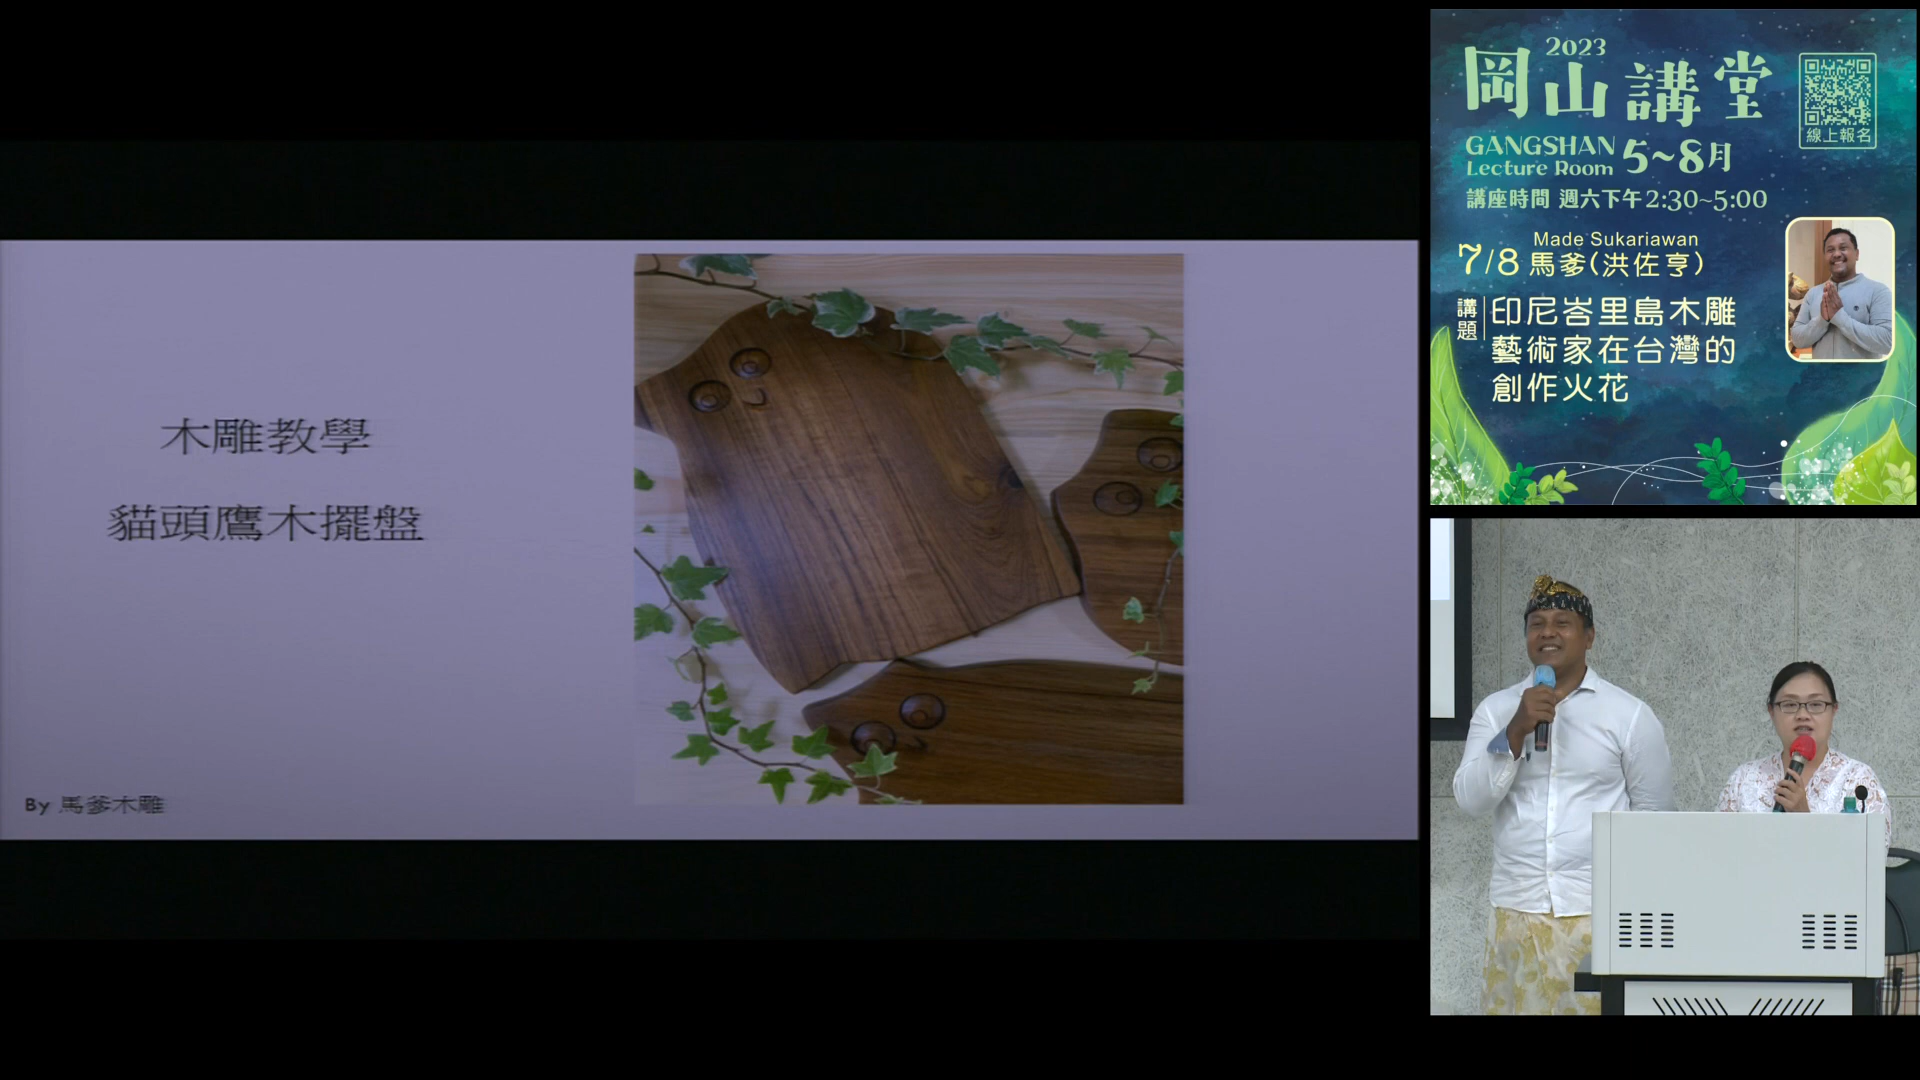 木雕教學
貓頭鷹木擺盤
By 馬爹木雕
2023
岡山講堂
線上報名
GANGSHAN
Lecture Room
5~8月
講座時間 週六下午2:30~5:00
Made Sukariawan
7/8 馬爹(洪佐亨)
講題
印尼峇里島木雕
藝術家在台灣的
創作火花